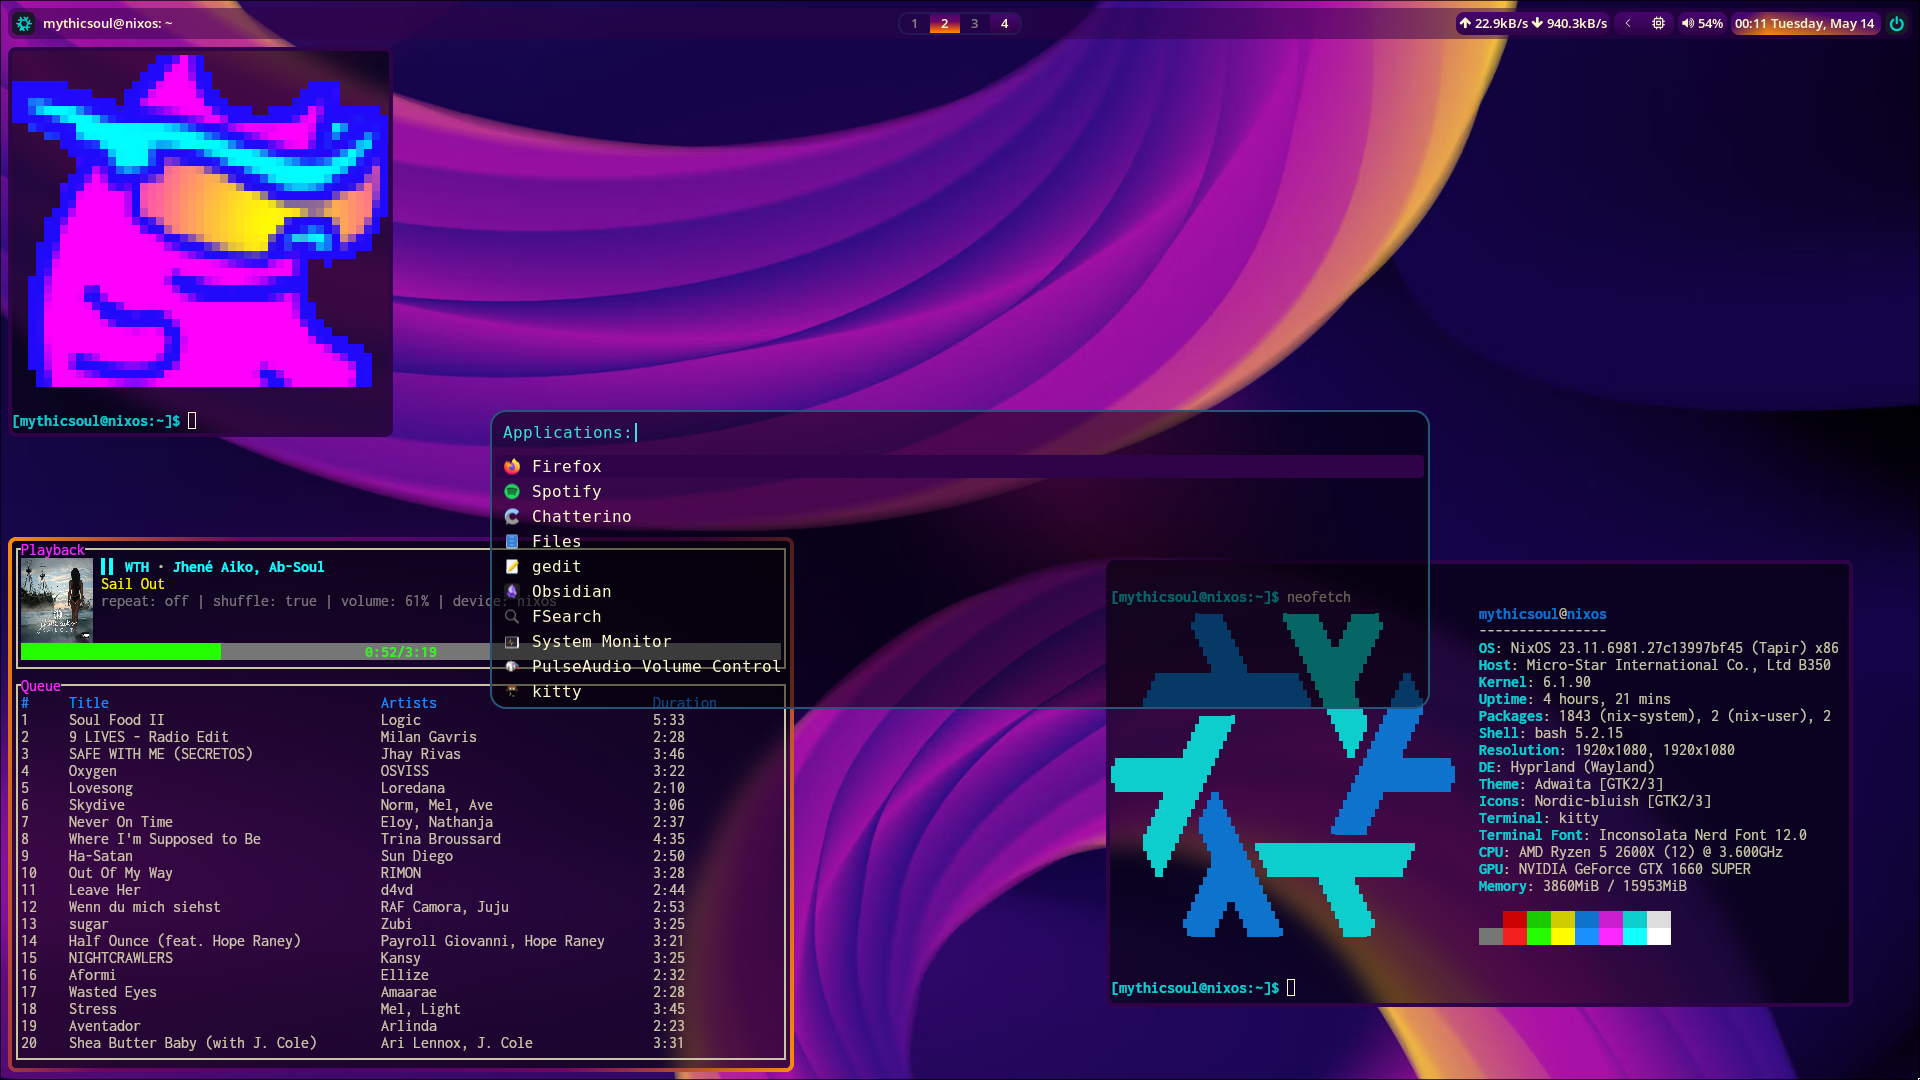 mythicsoul@nixos: ~
1 2 3 4
22.9kB/s 940.3kB/s
54%
00:11 Tuesday, May 14
[mythicsoul@nixos:~]$
Applications:
Firefox
Spotify
Chatterino
Files
gedit
Obsidian
FSearch
System Monitor
PulseAudio Volume Control
kitty
Playback
WTH · Jhené Aiko, Ab-Soul
Sail Out
repeat: off | shuffle: true | volume: 61% | device: nixos
0:52/3:19
Queue
# Title Artists Duration
1 Soul Food II Logic 5:33
2 9 LIVES - Radio Edit Milan Gavris 2:28
3 SAFE WITH ME (SECRETOS) Jhay Rivas 3:46
4 Oxygen OSVISS 3:22
5 Lovesong Loredana 2:10
6 Skydive Norm, Mel, Ave 3:06
7 Never On Time Eloy, Nathanja 2:37
8 Where I'm Supposed to Be Trina Broussard 4:35
9 Ha-Satan Sun Diego 2:50
10 Out Of My Way RIMON 3:28
11 Leave Her d4vd 2:44
12 Wenn du mich siehst RAF Camora, Juju 2:53
13 sugar Zubi 3:25
14 Half Ounce (feat. Hope Raney) Payroll Giovanni, Hope Raney 3:21
15 NIGHTCRAWLERS Kansy 3:25
16 Aformi Ellize 2:32
17 Wasted Eyes Amaarae 2:28
18 Stress Mel, Light 3:45
19 Aventador Arlinda 2:23
20 Shea Butter Baby (with J. Cole) Ari Lennox, J. Cole 3:31
[mythicsoul@nixos:~]$ neofetch
mythicsoul@nixos
----------------
OS: NixOS 23.11.6981.27c13997bf45 (Tapir) x86
Host: Micro-Star International Co., Ltd B350
Kernel: 6.1.90
Uptime: 4 hours, 21 mins
Packages: 1843 (nix-system), 2 (nix-user), 2
Shell: bash 5.2.15
Resolution: 1920x1080, 1920x1080
DE: Hyprland (Wayland)
Theme: Adwaita [GTK2/3]
Icons: Nordic-bluish [GTK2/3]
Terminal: kitty
Terminal Font: Inconsolata Nerd Font 12.0
CPU: AMD Ryzen 5 2600X (12) @ 3.600GHz
GPU: NVIDIA GeForce GTX 1660 SUPER
Memory: 3860MiB / 15953MiB
[mythicsoul@nixos:~]$